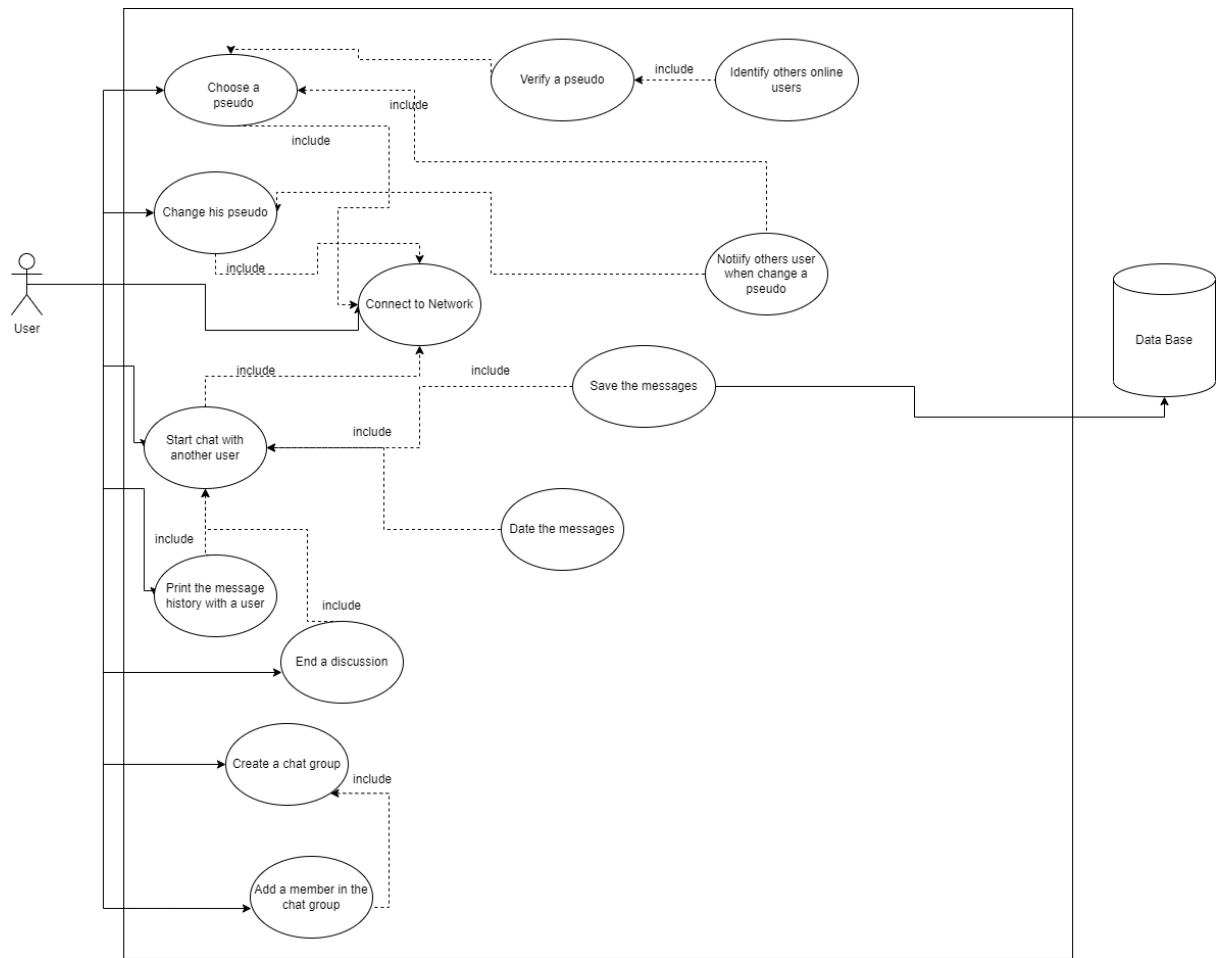 Choose a
pseudo
Verify a pseudo
include
Identify others online
users
include
include
Change his pseudo
include
Notiify others user
when change a
pseudo
User
Connect to Network
Data Base
include
include
Save the messages
include
Start chat with
another user
Date the messages
include
Print the message
history with a user
include
End a discussion
Create a chat group
include
Add a member in the
chat group